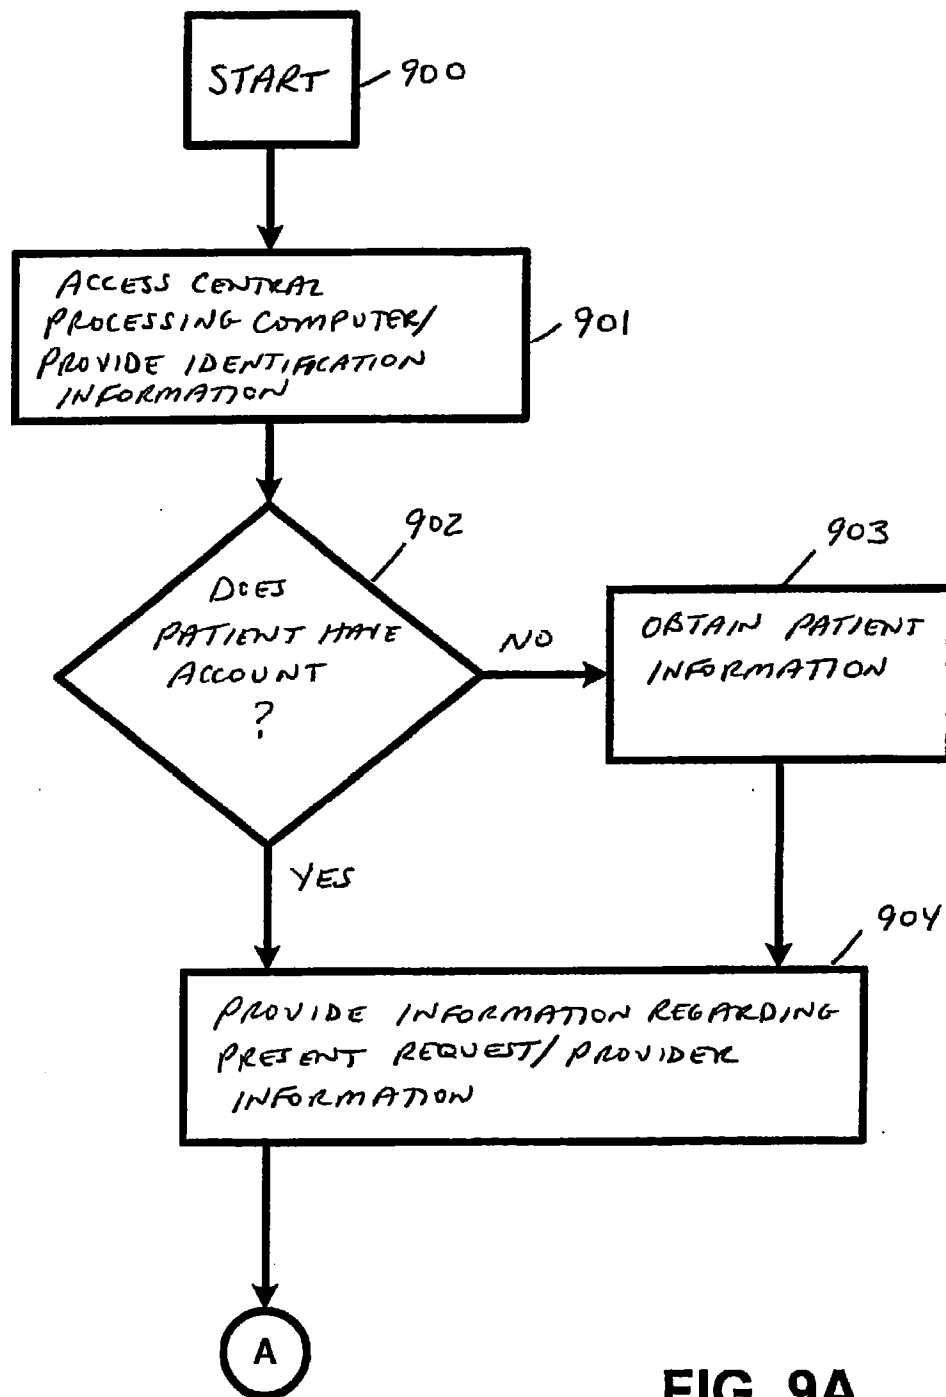 START
900
ACCESS CENTRAL
PROCESSING COMPUTER/
PROVIDE IDENTIFICATION
INFORMATION
901
902
DOES
PATIENT HAVE
ACCOUNT
?
NO
903
OBTAIN PATIENT
INFORMATION
YES
904
PROVIDE INFORMATION REGARDING
PRESENT REQUEST/PROVIDER
INFORMATION
A
FIG. 9A